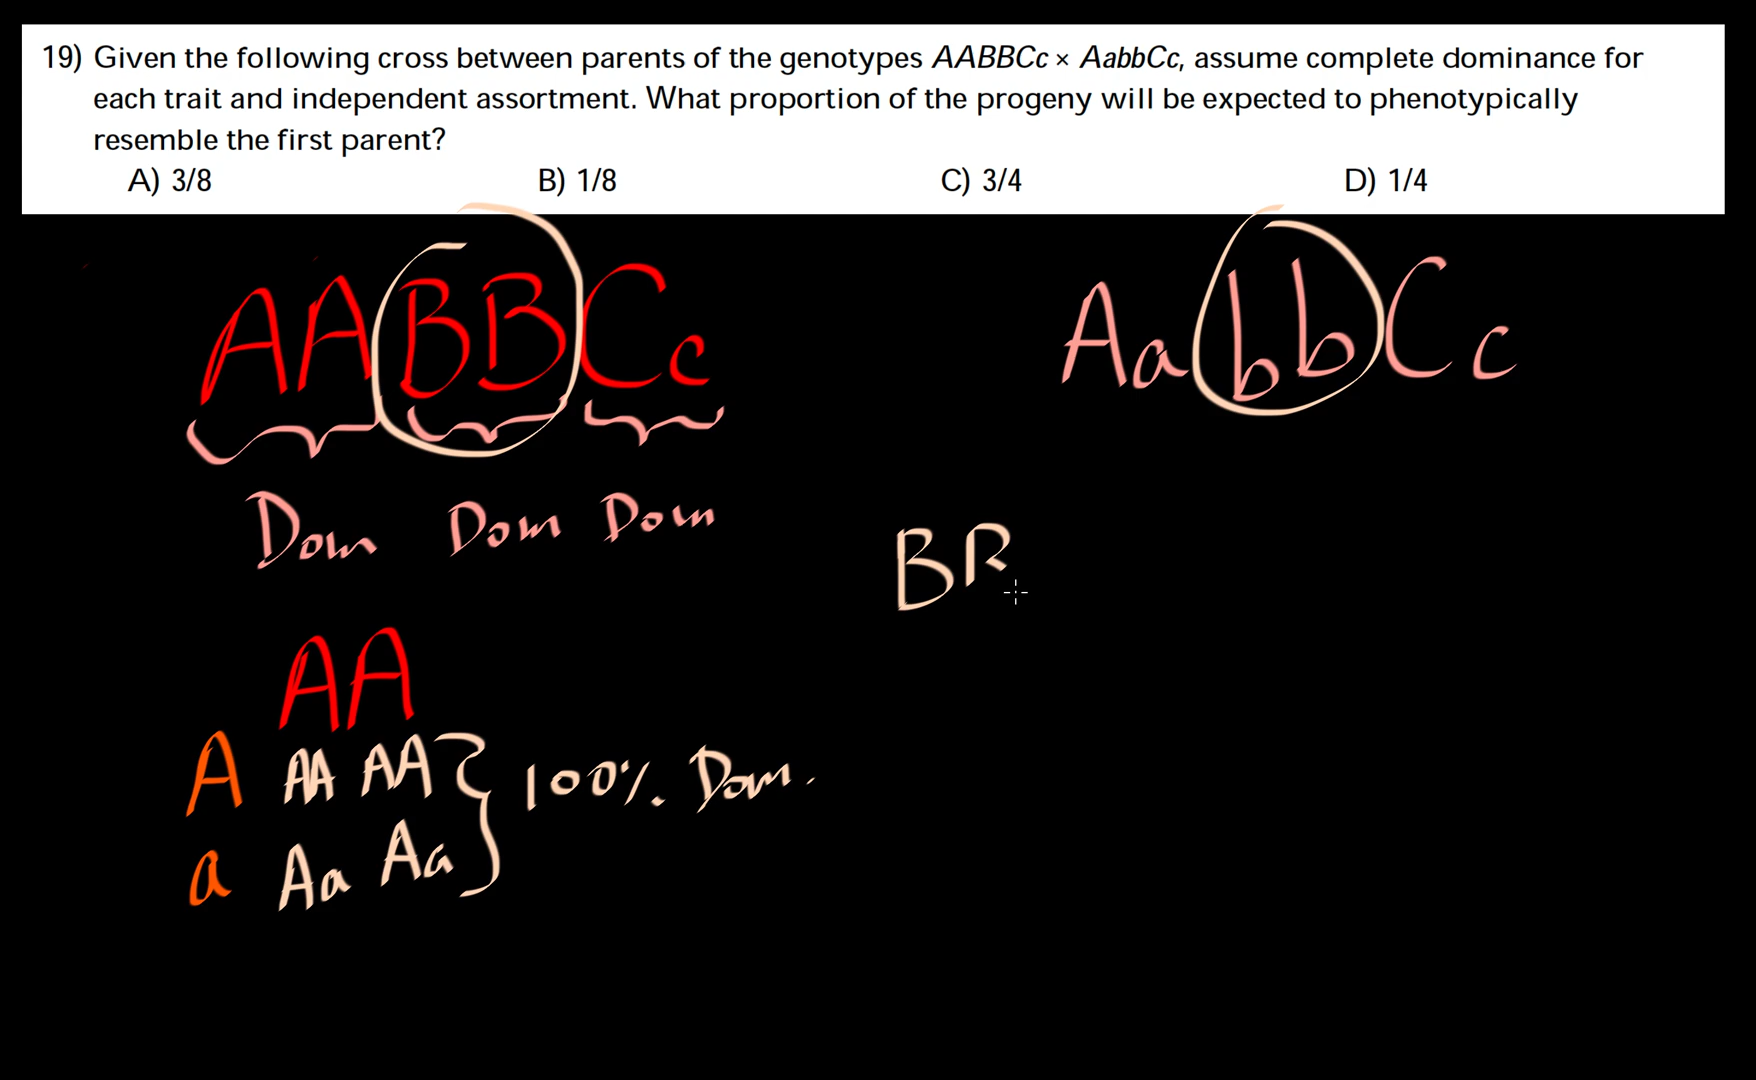 19) Given the following cross between parents of the genotypes AABBCc × AabbCc, assume complete dominance for
each trait and independent assortment. What proportion of the progeny will be expected to phenotypically
resemble the first parent?
A) 3/8 B) 1/8 C) 3/4 D) 1/4
AABBCc AabbCc
Dom Dom Dom
BB
AA
A AA AA } 100% Dom.
a Aa Aa